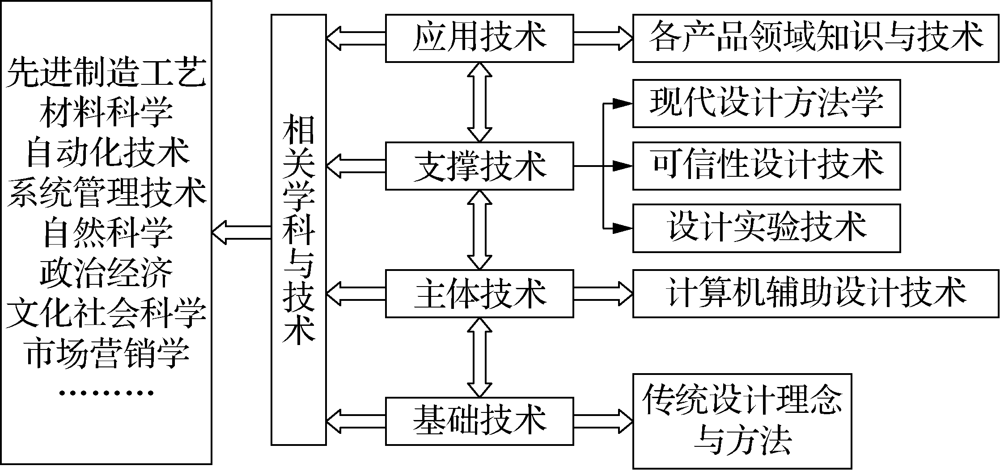 先进制造工艺
材料科学
自动化技术
系统管理技术
自然科学
政治经济
文化社会科学
市场营销学
………
相关学科与技术
应用技术
各产品领域知识与技术
支撑技术
现代设计方法学
可信性设计技术
设计实验技术
主体技术
计算机辅助设计技术
基础技术
传统设计理念
与方法